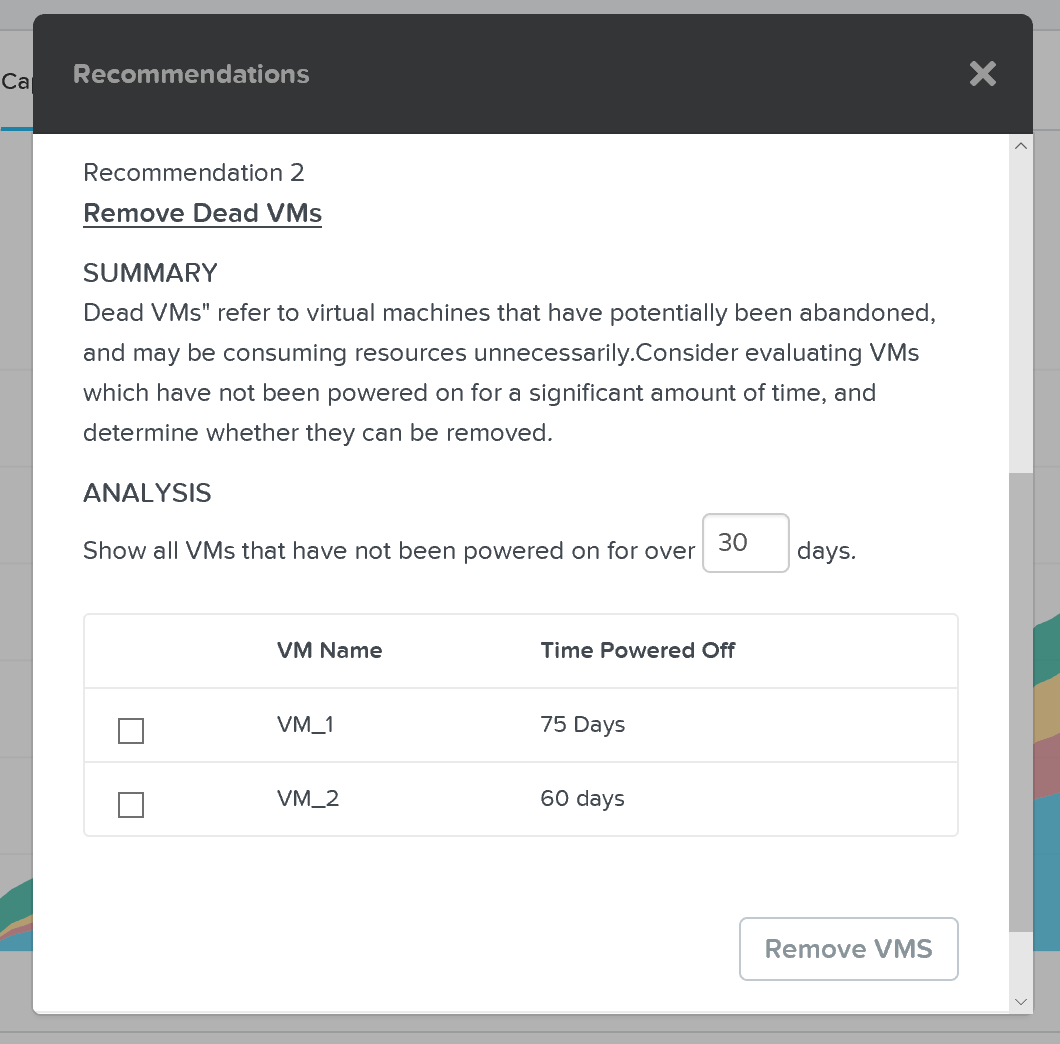 Recommendations
Recommendation 2
Remove Dead VMs
SUMMARY
Dead VMs" refer to virtual machines that have potentially been abandoned,
and may be consuming resources unnecessarily.Consider evaluating VMs
which have not been powered on for a significant amount of time, and
determine whether they can be removed.
ANALYSIS
Show all VMs that have not been powered on for over 30 days.
VM Name Time Powered Off
VM_1 75 Days
VM_2 60 days
Remove VMS